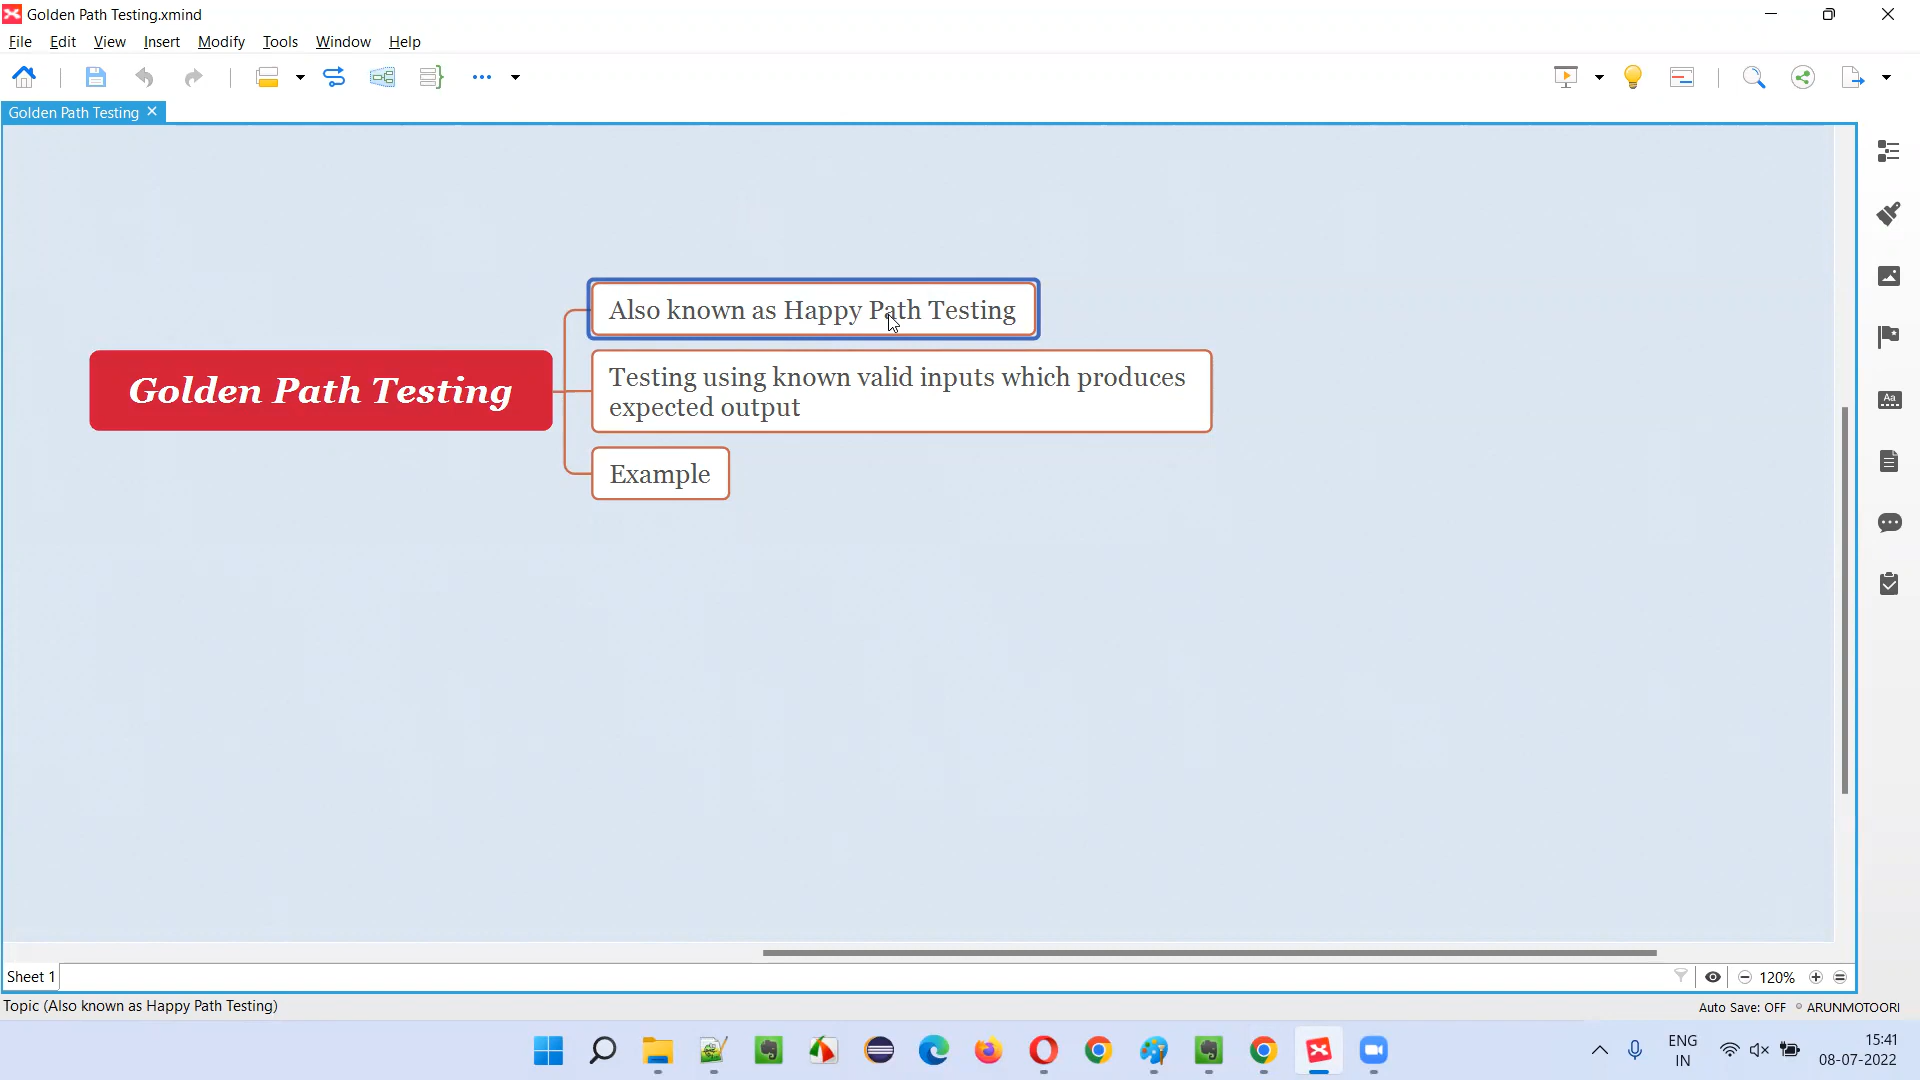 Golden Path Testing.xmind
File Edit View Insert Modify Tools Window Help
Golden Path Testing
Also known as Happy Path Testing
Golden Path Testing
Testing using known valid inputs which produces
expected output
Example
Aa
Sheet 1
120%
Topic (Also known as Happy Path Testing)
Auto Save: OFF
ARUNMOTOORI
ENG
IN
15:41
08-07-2022